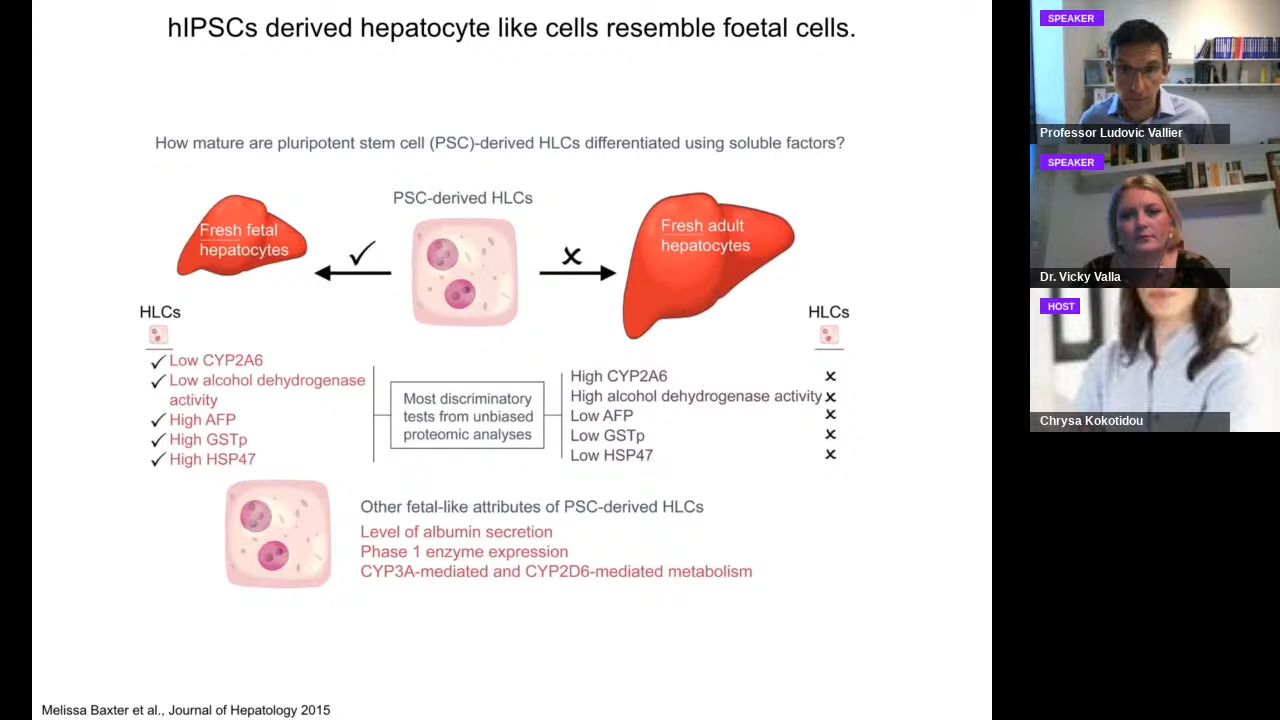 hIPSCs derived hepatocyte like cells resemble foetal cells.
How mature are pluripotent stem cell (PSC)-derived HLCs differentiated using soluble factors?
PSC-derived HLCs
Fresh fetal
hepatocytes
Fresh adult
hepatocytes
HLCs
Low CYP2A6
Low alcohol dehydrogenase
activity
High AFP
High GSTp
High HSP47
Most discriminatory
tests from unbiased
proteomic analyses
HLCs
High CYP2A6
High alcohol dehydrogenase activity
Low AFP
Low GSTp
Low HSP47
Other fetal-like attributes of PSC-derived HLCs
Level of albumin secretion
Phase 1 enzyme expression
CYP3A-mediated and CYP2D6-mediated metabolism
Melissa Baxter et al., Journal of Hepatology 2015
SPEAKER
Professor Ludovic Vallier
SPEAKER
Dr. Vicky Valla
HOST
Chrysa Kokotidou